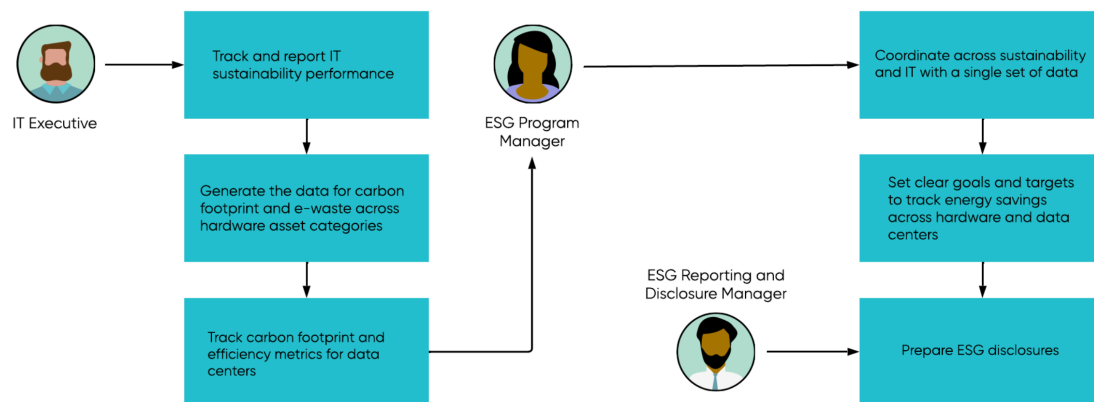 IT Executive
Track and report IT
sustainability performance
Generate the data for carbon
footprint and e-waste across
hardware asset categories
Track carbon footprint and
efficiency metrics for data
centers
ESG Program
Manager
Coordinate across sustainability
and IT with a single set of data
Set clear goals and targets
to track energy savings
across hardware and data
centers
ESG Reporting and
Disclosure Manager
Prepare ESG disclosures